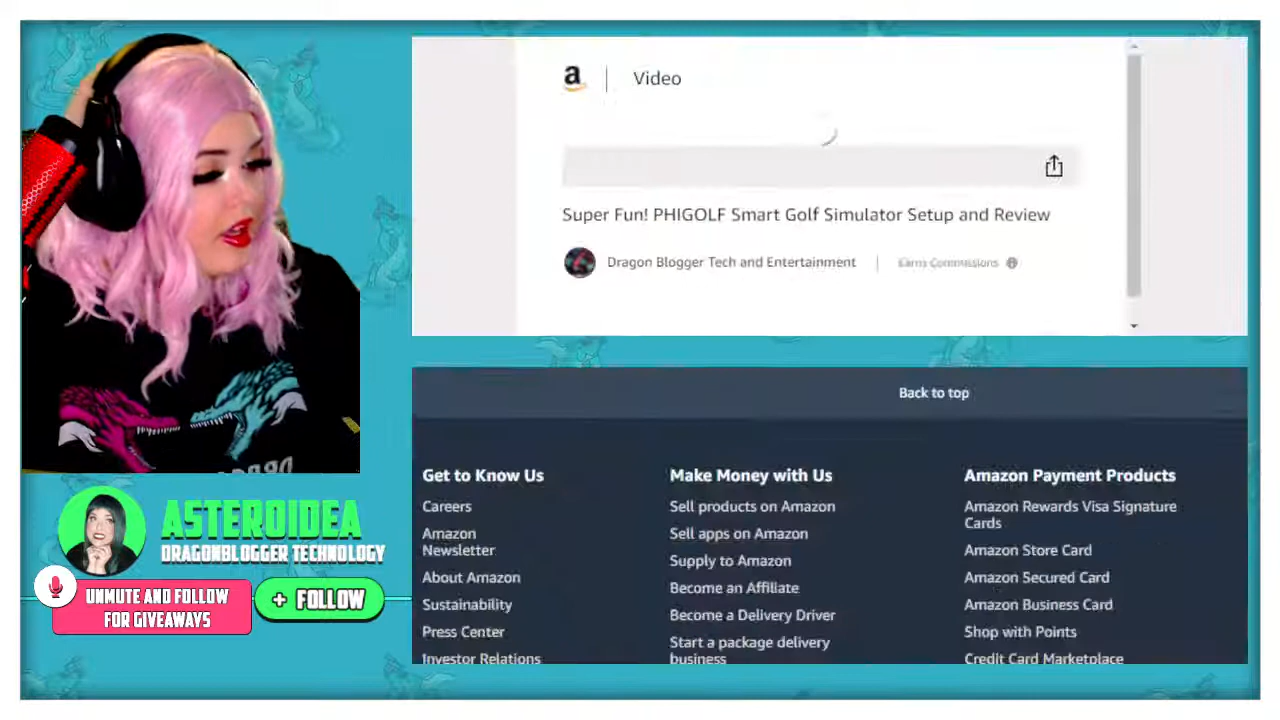 a | Video
Super Fun! PHIGOLF Smart Golf Simulator Setup and Review
Dragon Blogger Tech and Entertainment | Earns Commissions
Back to top
Get to Know Us
Careers
Amazon
Newsletter
About Amazon
Sustainability
Press Center
Investor Relations
Make Money with Us
Sell products on Amazon
Sell apps on Amazon
Supply to Amazon
Become an Affiliate
Become a Delivery Driver
Start a package delivery
business
Amazon Payment Products
Amazon Rewards Visa Signature
Cards
Amazon Store Card
Amazon Secured Card
Amazon Business Card
Shop with Points
Credit Card Marketplace
ASTEROIDEA
DRAGONBLOGGER TECHNOLOGY
UNMUTE AND FOLLOW
FOR GIVEAWAYS
+ FOLLOW